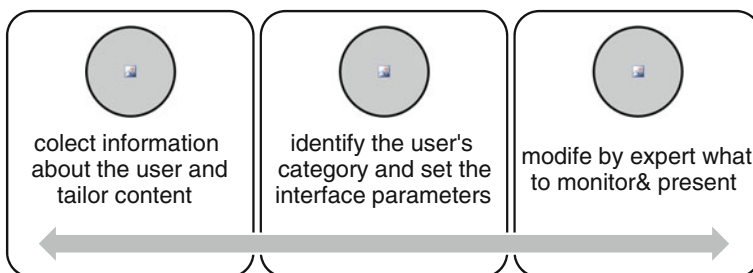 colect information
about the user and
tailor content
identify the user's
category and set the
interface parameters
modife by expert what
to monitor& present